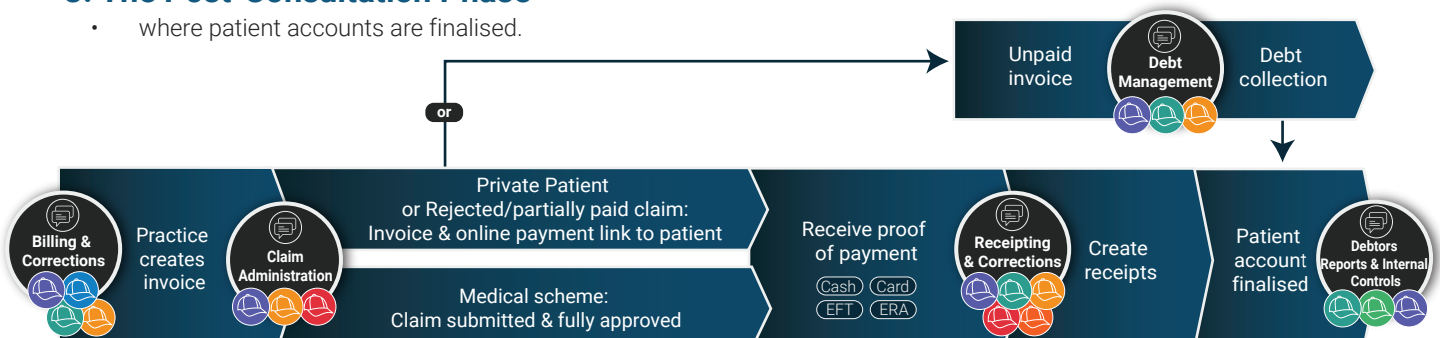 •	where patient accounts are finalised.
Unpaid
invoice
Debt
Management
Debt
collection
or
Billing &
Corrections
Practice
creates
invoice
Claim
Administration
Private Patient
or Rejected/partially paid claim:
Invoice & online payment link to patient
Medical scheme:
Claim submitted & fully approved
Receive proof
of payment
Cash Card
EFT ERA
Receipting
& Corrections
Create
receipts
Patient
account
finalised
Debtors
Reports & Internal
Controls